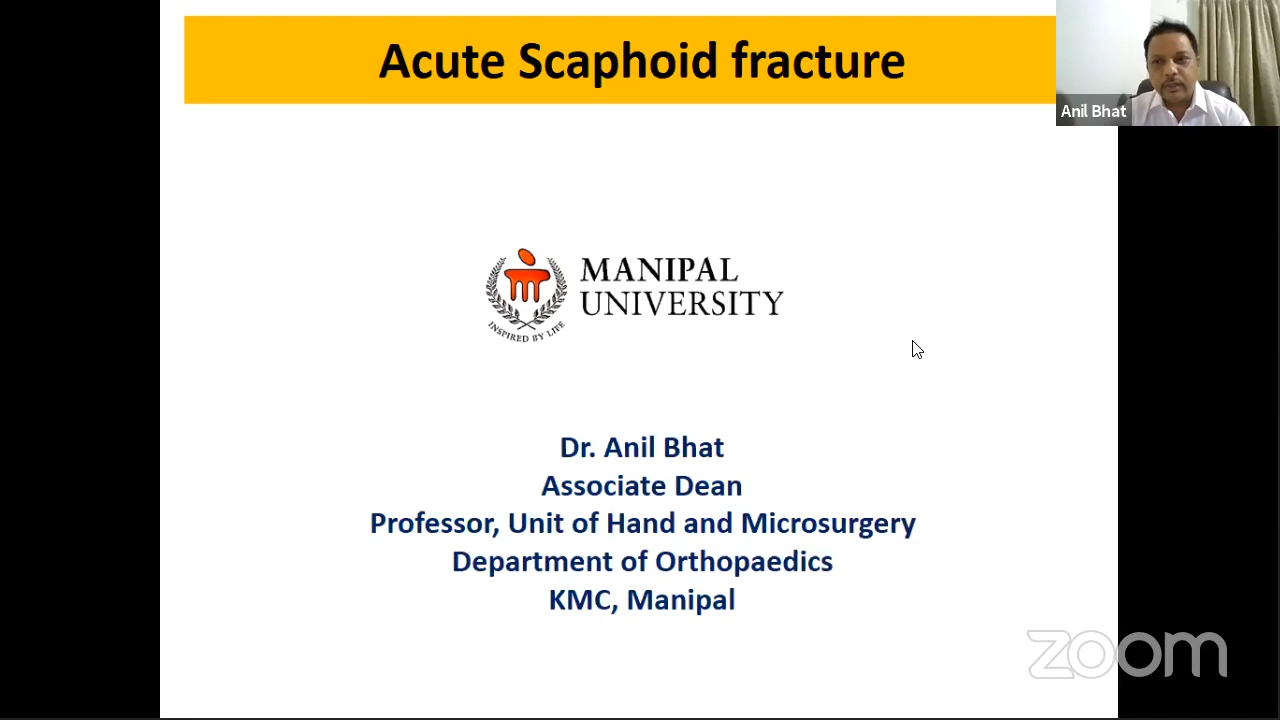 Acute Scaphoid fracture
Anil Bhat
MANIPAL
UNIVERSITY
INSPIRED BY LIFE
Dr. Anil Bhat
Associate Dean
Professor, Unit of Hand and Microsurgery
Department of Orthopaedics
KMC, Manipal
zoom